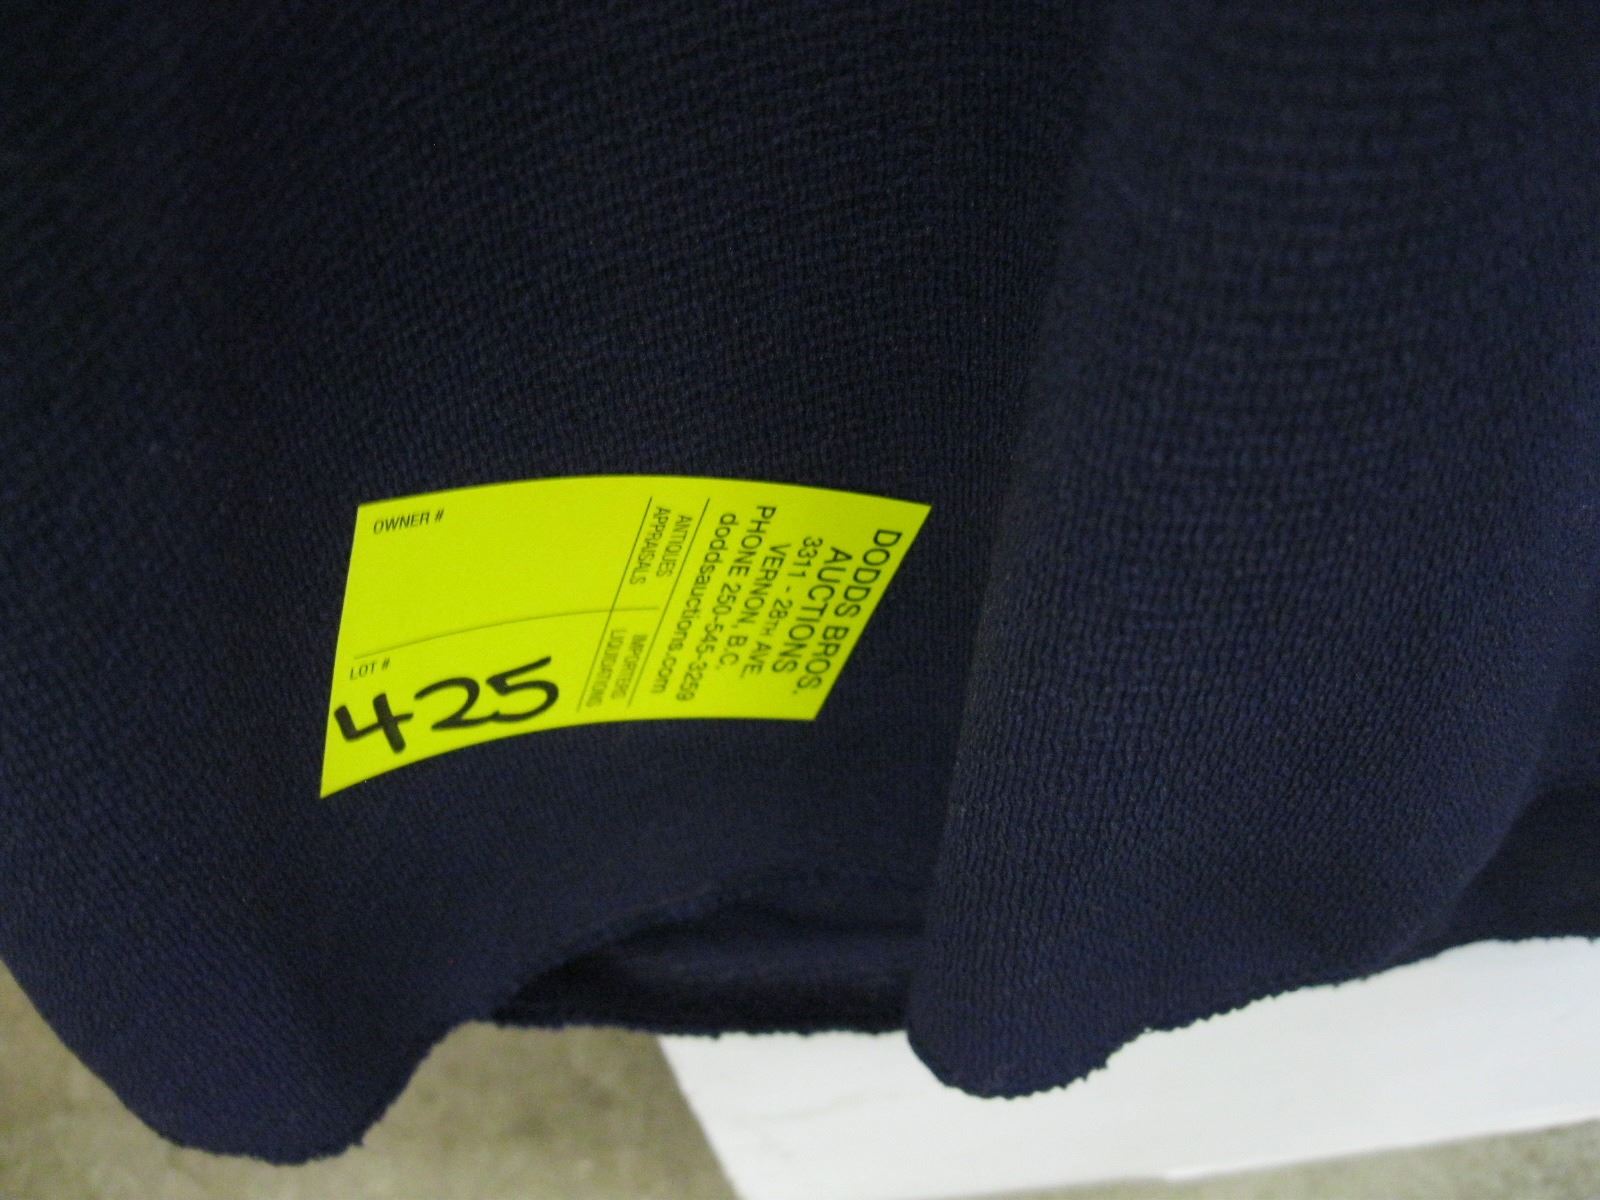 DODDS BROS.
AUCTIONS
3311 - 28TH AVE.
VERNON, B.C.
PHONE 250-545-3259
doddsauctions.com
ANTIQUES
IMPORTERS
APPRAISALS
LIQUIDATORS
OWNER #
LOT #
425